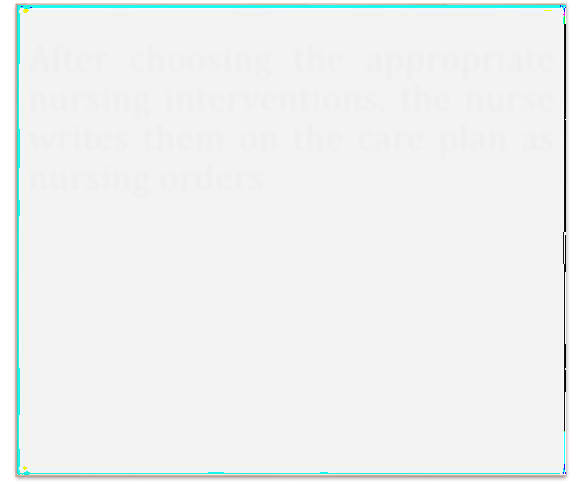 After choosing the appropriate
nursing interventions, the nurse
writes them on the care plan as
nursing orders